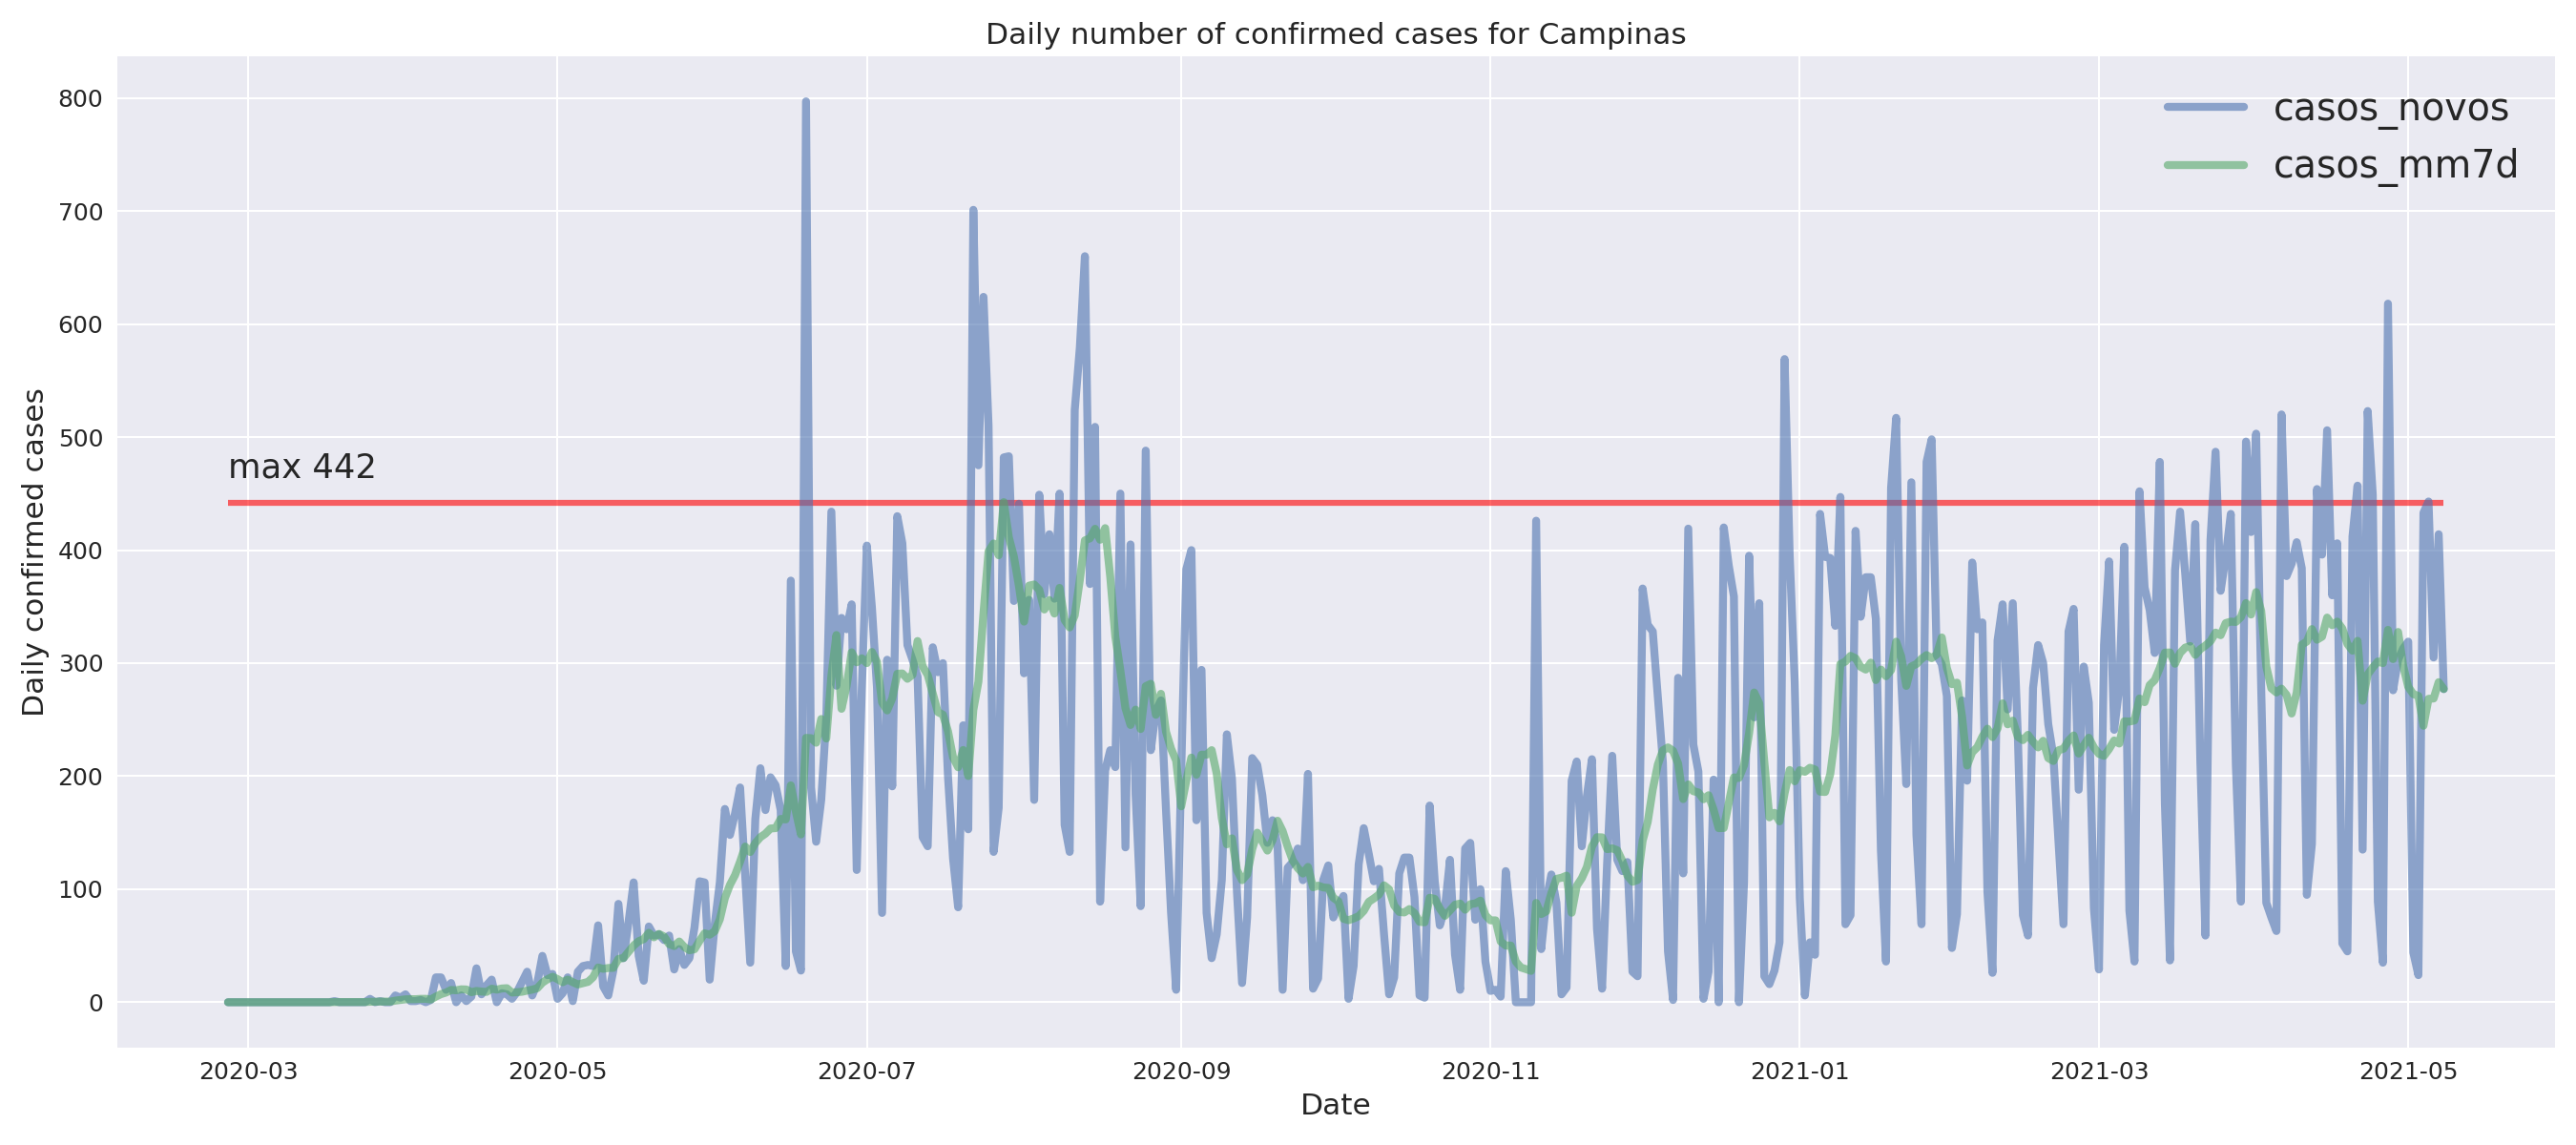 Daily number of confirmed cases for Campinas
casos_novos
casos_mm7d
max 442
Daily confirmed cases
800
700
600
500
400
300
200
100
0
2020-03 2020-05 2020-07 2020-09 2020-11 2021-01 2021-03 2021-05
Date